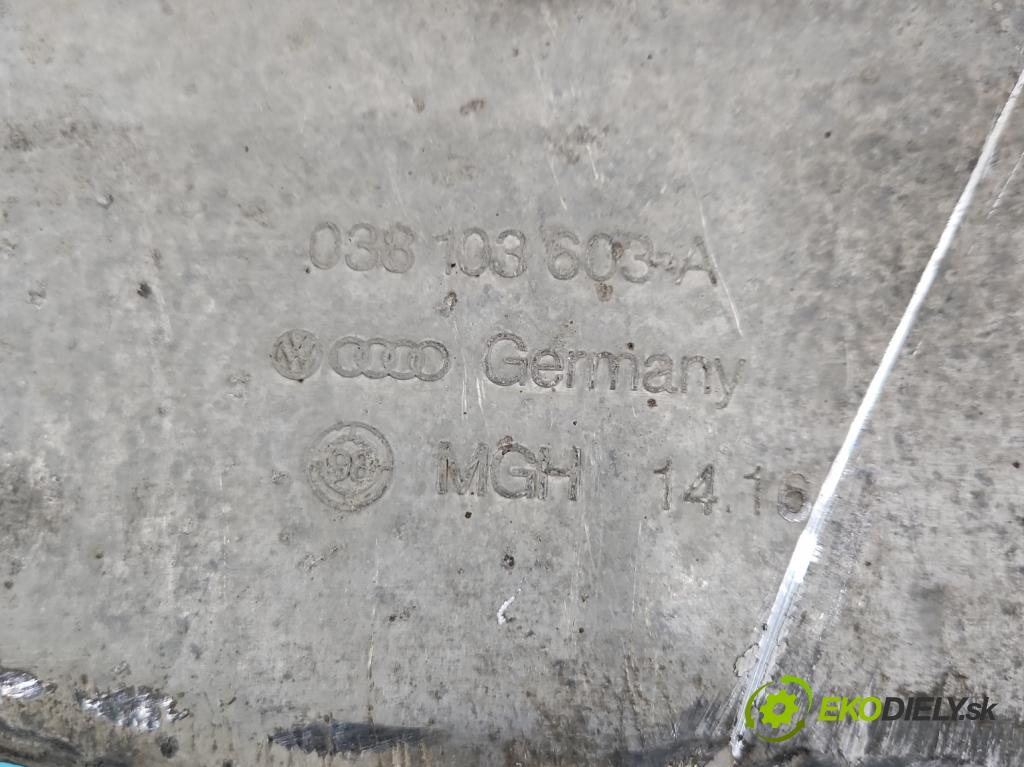 038 103 603 A
Germany
98 MGH 14.16
EKODIELY.sk